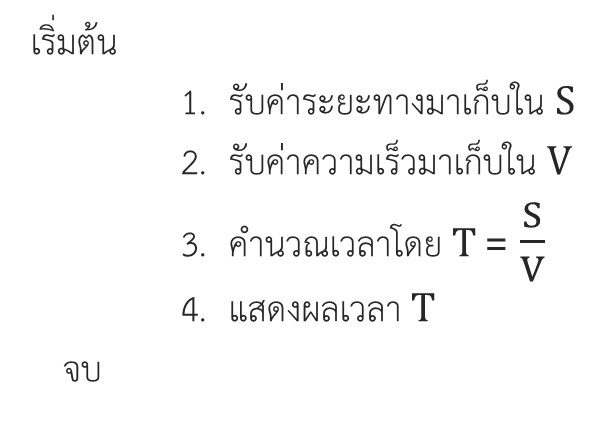 เริ่มต้น
1. รับค่าระยะทางมาเก็บใน S
2. รับค่าความเร็วมาเก็บใน V
3. คำนวณเวลาโดย T = S/V
4. แสดงผลเวลา T
จบ